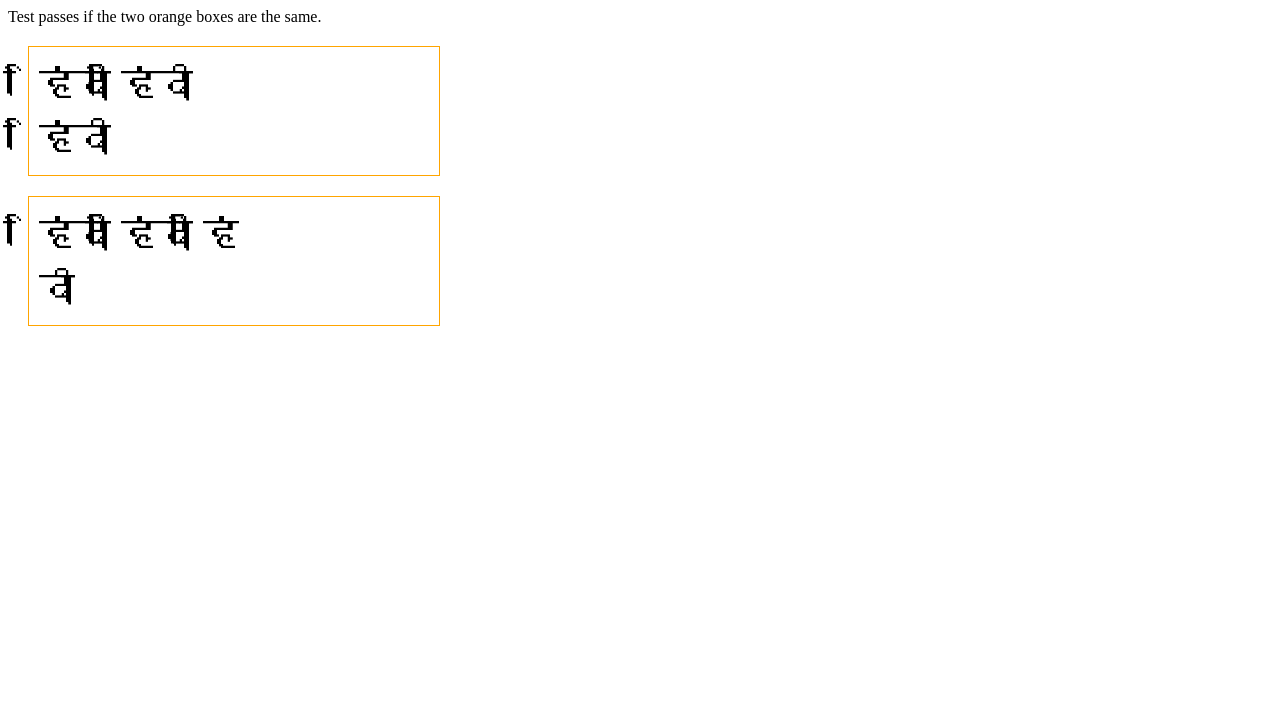 Test passes if the two orange boxes are the same.
हिंदी हिंदी
हिंदी
हिंदी हिंदी हिं
दी